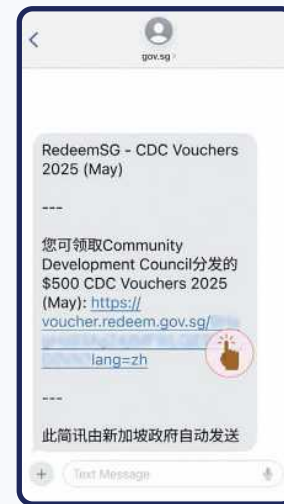 gov.sg
RedeemSG - CDC Vouchers
2025 (May)
---
您可领取Community
Development Council分发的
$500 CDC Vouchers 2025
(May): https://
voucher.redeem.gov.sg/
lang=zh
---
此简讯由新加坡政府自动发送
Text Message